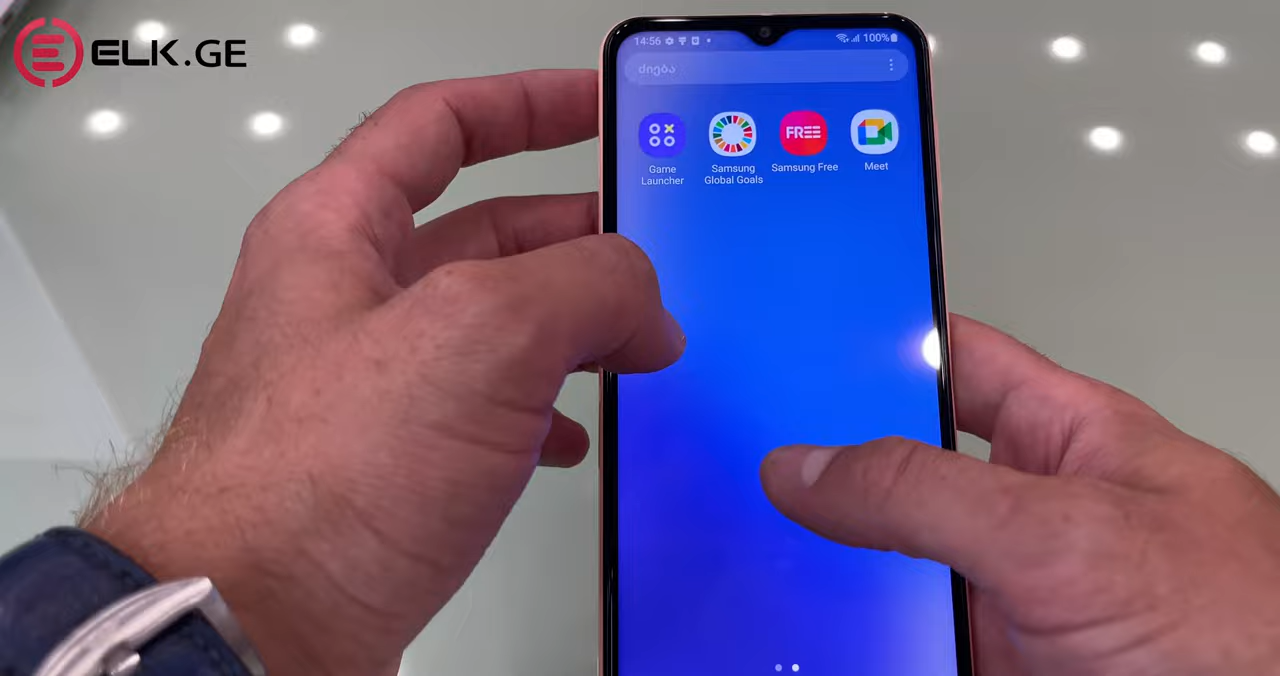 ELK.GE
14:56
100%
ძიება
Game
Launcher
Samsung
Global Goals
FREE
Samsung Free
Meet